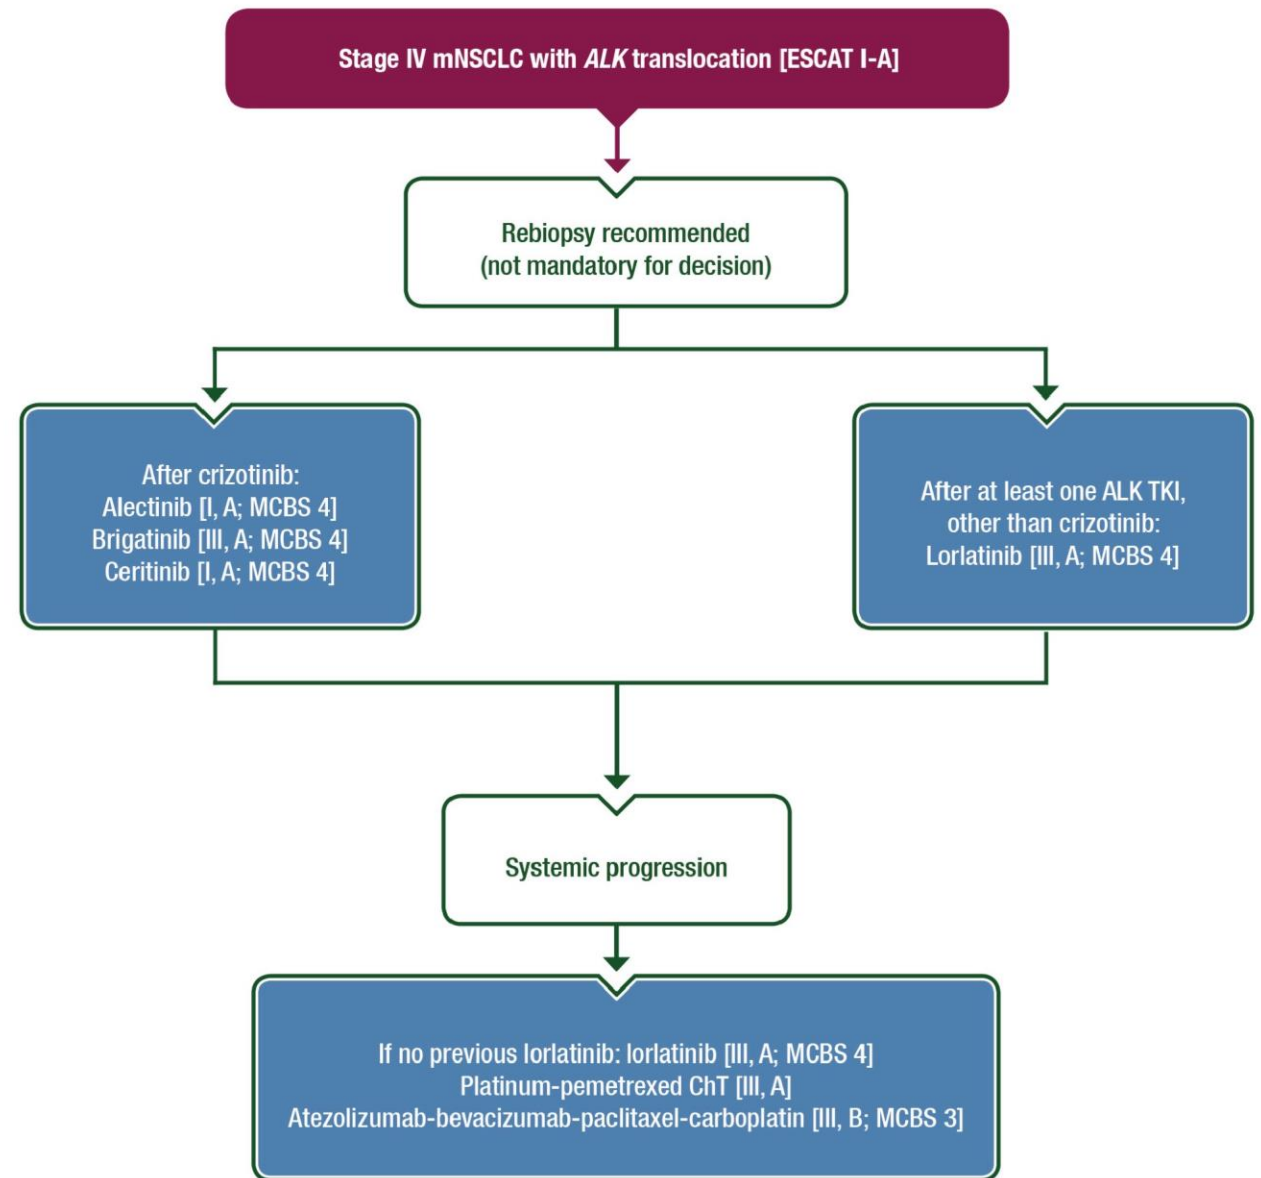 Stage IV mNSCLC with ALK translocation [ESCAT I-A]
Rebiopsy recommended
(not mandatory for decision)
After crizotinib:
Alectinib [I, A; MCBS 4]
Brigatinib [III, A; MCBS 4]
Ceritinib [I, A; MCBS 4]
After at least one ALK TKI,
other than crizotinib:
Lorlatinib [III, A; MCBS 4]
Systemic progression
If no previous lorlatinib: lorlatinib [III, A; MCBS 4]
Platinum-pemetrexed ChT [III, A]
Atezolizumab-bevacizumab-paclitaxel-carboplatin [III, B; MCBS 3]